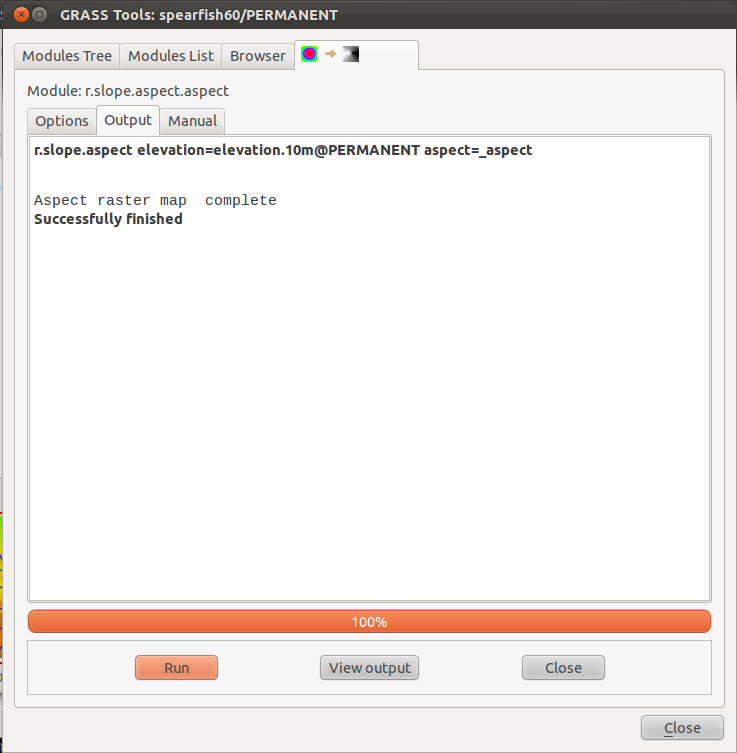 GRASS Tools: spearfish60/PERMANENT
Modules Tree Modules List Browser
Module: r.slope.aspect.aspect
Options Output Manual
r.slope.aspect elevation=elevation.10m@PERMANENT aspect=_aspect
Aspect raster map  complete
Successfully finished
100%
Run View output Close
Close